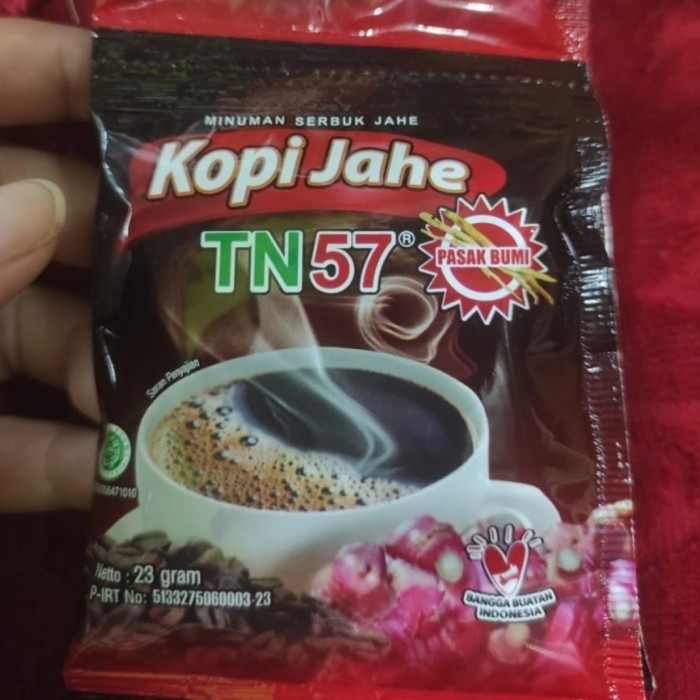 MINUMAN SERBUK JAHE
Kopi Jahe
TN57®
PASAK BUMI
Saran Penyajian
Netto : 23 gram
P-IRT No: 5133275060003-23
BANGGA BUATAN
INDONESIA